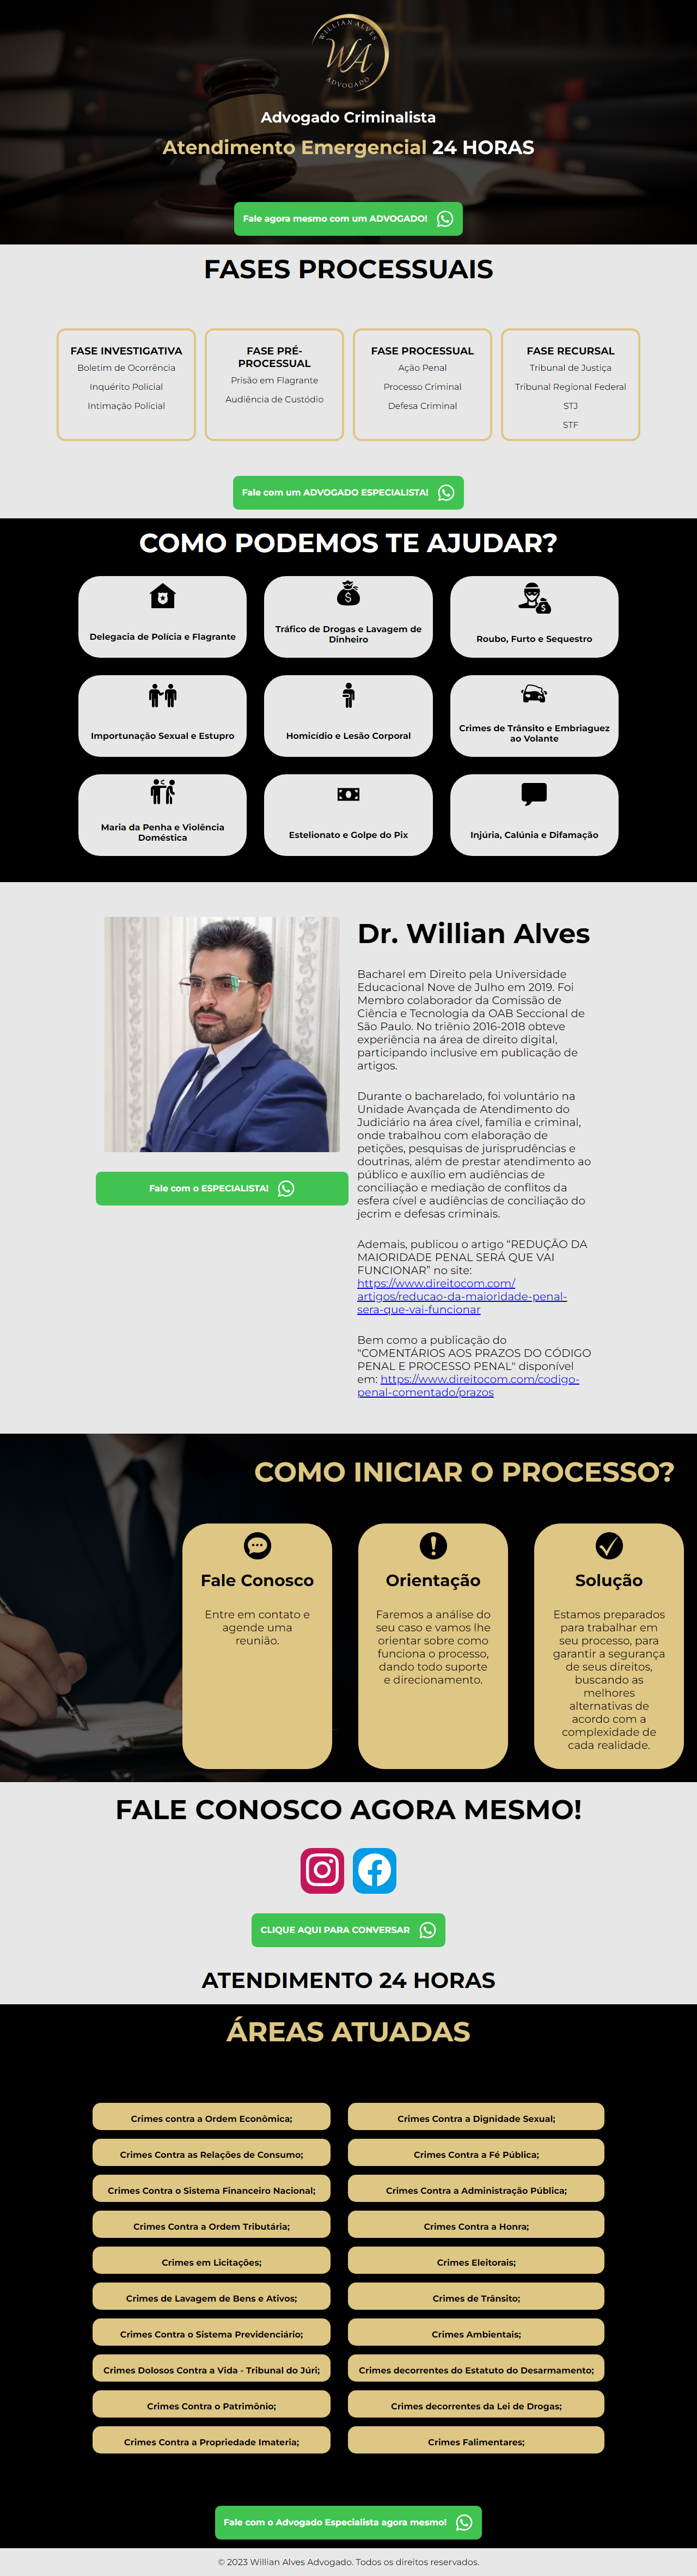 WILLIAN ALVES
WA
ADVOGADO
Advogado Criminalista
Atendimento Emergencial 24 HORAS
Fale agora mesmo com um ADVOGADO!
FASES PROCESSUAIS
FASE INVESTIGATIVA
Boletim de Ocorrência
Inquérito Policial
Intimação Policial
FASE PRÉ-
PROCESSUAL
Prisão em Flagrante
Audiência de Custódio
FASE PROCESSUAL
Ação Penal
Processo Criminal
Defesa Criminal
FASE RECURSAL
Tribunal de Justiça
Tribunal Regional Federal
STJ
STF
Fale com um ADVOGADO ESPECIALISTA!
COMO PODEMOS TE AJUDAR?
Delegacia de Polícia e Flagrante
Tráfico de Drogas e Lavagem de
Dinheiro
Roubo, Furto e Sequestro
Importunação Sexual e Estupro
Homicídio e Lesão Corporal
Crimes de Trânsito e Embriaguez
ao Volante
Maria da Penha e Violência
Doméstica
Estelionato e Golpe do Pix
Injúria, Calúnia e Difamação
Dr. Willian Alves
Bacharel em Direito pela Universidade
Educacional Nove de Julho em 2019. Foi
Membro colaborador da Comissão de
Ciência e Tecnologia da OAB Seccional de
São Paulo. No triênio 2016-2018 obteve
experiência na área de direito digital,
participando inclusive em publicação de
artigos.
Durante o bacharelado, foi voluntário na
Unidade Avançada de Atendimento do
Judiciário na área cível, família e criminal,
onde trabalhou com elaboração de
petições, pesquisas de jurisprudências e
doutrinas, além de prestar atendimento ao
público e auxílio em audiências de
conciliação e mediação de conflitos da
esfera cível e audiências de conciliação do
jecrim e defesas criminais.
Ademais, publicou o artigo “REDUÇÃO DA
MAIORIDADE PENAL SERÁ QUE VAI
FUNCIONAR” no site:
https://www.direitocom.com/
artigos/reducao-da-maioridade-penal-
sera-que-vai-funcionar
Bem como a publicação do
"COMENTÁRIOS AOS PRAZOS DO CÓDIGO
PENAL E PROCESSO PENAL" disponível
em: https://www.direitocom.com/codigo-
penal-comentado/prazos
Fale com o ESPECIALISTA!
COMO INICIAR O PROCESSO?
Fale Conosco
Entre em contato e
agende uma
reunião.
Orientação
Faremos a análise do
seu caso e vamos lhe
orientar sobre como
funciona o processo,
dando todo suporte
e direcionamento.
Solução
Estamos preparados
para trabalhar em
seu processo, para
garantir a segurança
de seus direitos,
buscando as
melhores
alternativas de
acordo com a
complexidade de
cada realidade.
FALE CONOSCO AGORA MESMO!
CLIQUE AQUI PARA CONVERSAR
ATENDIMENTO 24 HORAS
ÁREAS ATUADAS
Crimes contra a Ordem Econômica;
Crimes Contra a Dignidade Sexual;
Crimes Contra as Relações de Consumo;
Crimes Contra a Fé Pública;
Crimes Contra o Sistema Financeiro Nacional;
Crimes Contra a Administração Pública;
Crimes Contra a Ordem Tributária;
Crimes Contra a Honra;
Crimes em Licitações;
Crimes Eleitorais;
Crimes de Lavagem de Bens e Ativos;
Crimes de Trânsito;
Crimes Contra o Sistema Previdenciário;
Crimes Ambientais;
Crimes Dolosos Contra a Vida - Tribunal do Júri;
Crimes decorrentes do Estatuto do Desarmamento;
Crimes Contra o Patrimônio;
Crimes decorrentes da Lei de Drogas;
Crimes Contra a Propriedade Imateria;
Crimes Falimentares;
Fale com o Advogado Especialista agora mesmo!
© 2023 Willian Alves Advogado. Todos os direitos reservados.